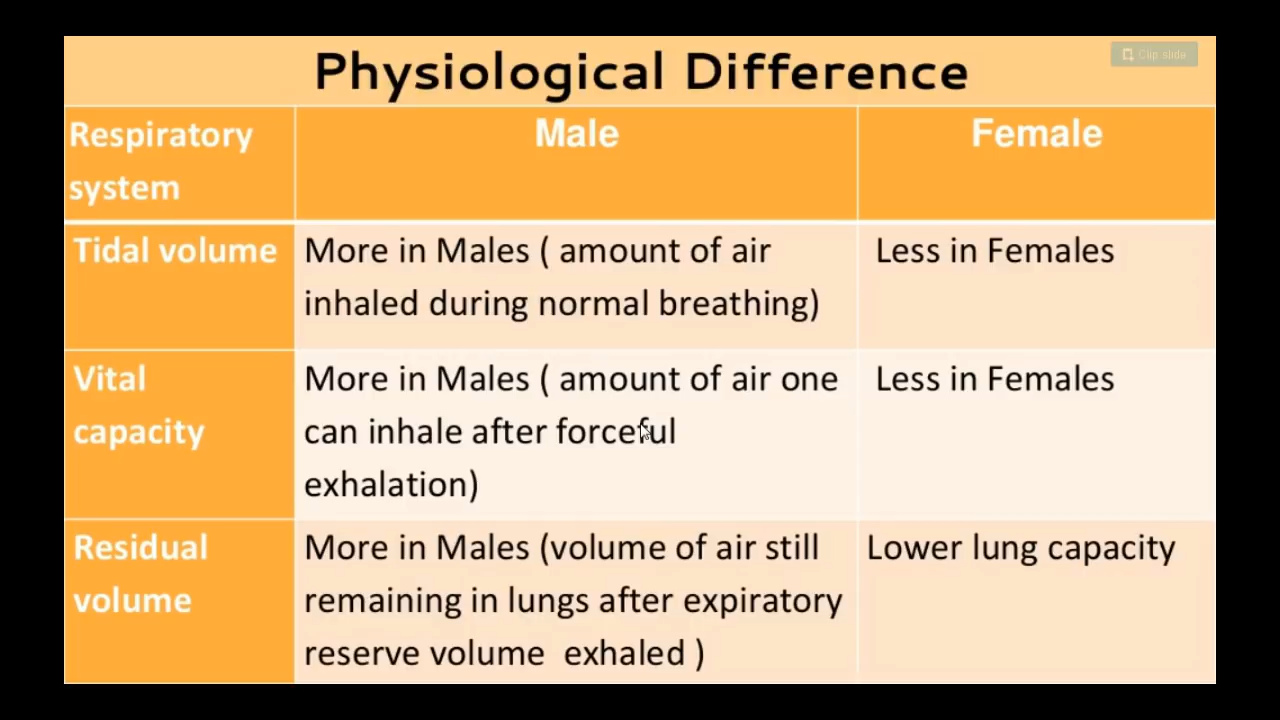 Physiological Difference
Clip slide
Respiratory
system
Male
Female
Tidal volume
More in Males ( amount of air
inhaled during normal breathing)
Less in Females
Vital
capacity
More in Males ( amount of air one
can inhale after forceful
exhalation)
Less in Females
Residual
volume
More in Males (volume of air still
remaining in lungs after expiratory
reserve volume  exhaled )
Lower lung capacity